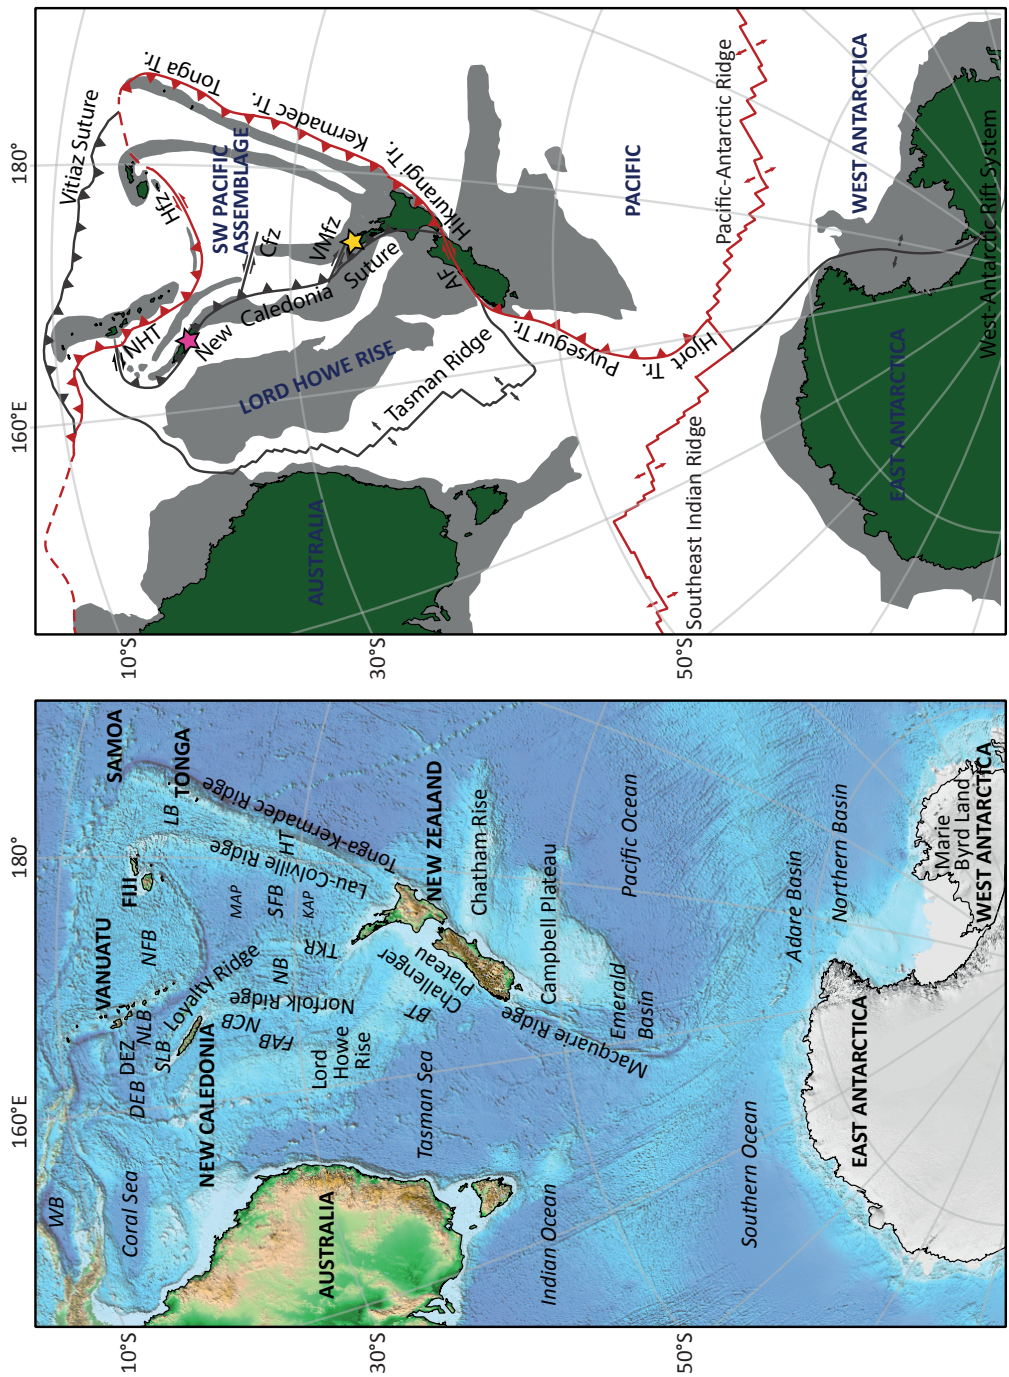 180°
160°E
10°S
30°S
50°S
Vitiaz Suture
Tonga Tr.
Kermadec Tr.
Hikurangi Tr.
Hfz
SW PACIFIC
ASSEMBLAGE
Cfz
VMfz
NHT
New Caledonia Suture
AF
LORD HOWE RISE
Tasman Ridge
Puysegur Tr.
Hjort Tr.
PACIFIC
Pacific-Antarctic Ridge
Southeast Indian Ridge
AUSTRALIA
WEST ANTARCTICA
EAST ANTARCTICA
West-Antarctic Rift System
180°
160°E
10°S
30°S
50°S
SAMOA
TONGA
LB
Tonga-Kermadec Ridge
FIJI
Lau-Colville Ridge
HT
VANUATU
NFB
MAP
SFB
KAP
NLB
DEZ
SLB
DEB
Loyalty Ridge
NEW CALEDONIA
NB
TKR
Norfolk Ridge
NCB
FAB
Lord
Howe
Rise
BT
Challenger
Plateau
NEW ZEALAND
Chatham Rise
Campbell Plateau
Emerald
Basin
Macquarie Ridge
WB
Coral Sea
Tasman Sea
AUSTRALIA
Indian Ocean
Southern Ocean
Pacific Ocean
Adare Basin
Northern Basin
Marie
Byrd Land
WEST ANTARCTICA
EAST ANTARCTICA